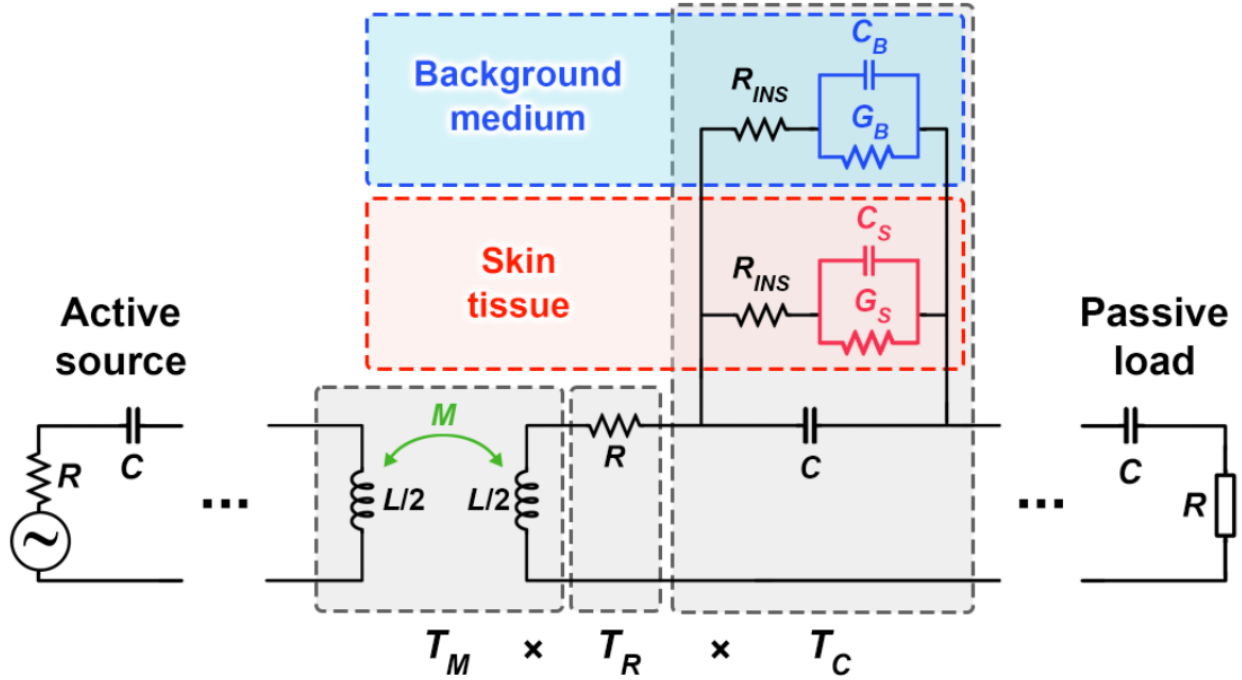 C_B
Background
medium
R_INS
G_B
C_S
Skin
tissue
R_INS
G_S
Active
source
Passive
load
M
R
C
L/2
L/2
R
C
C
R
...
...
T_M × T_R × T_C